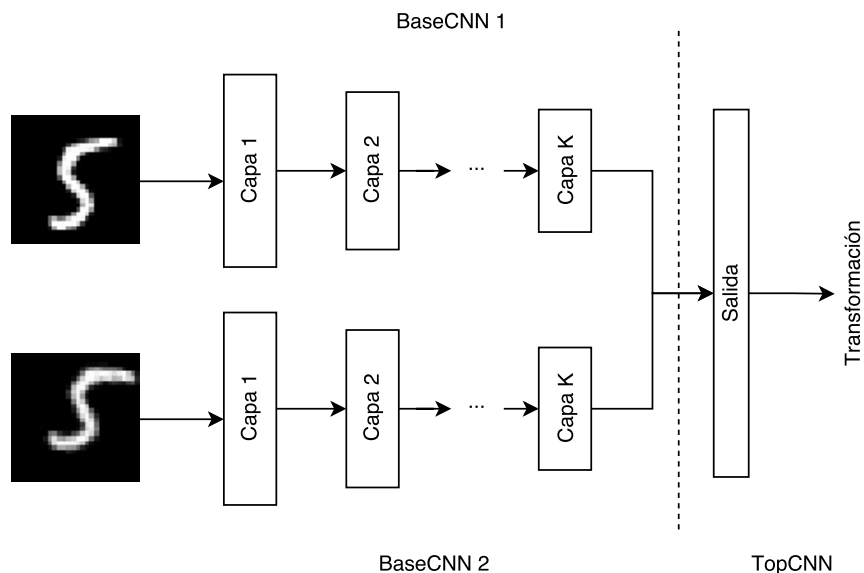 BaseCNN 1
Capa 1
Capa 2
...
Capa K
Salida
Transformación
Capa 1
Capa 2
...
Capa K
BaseCNN 2
TopCNN